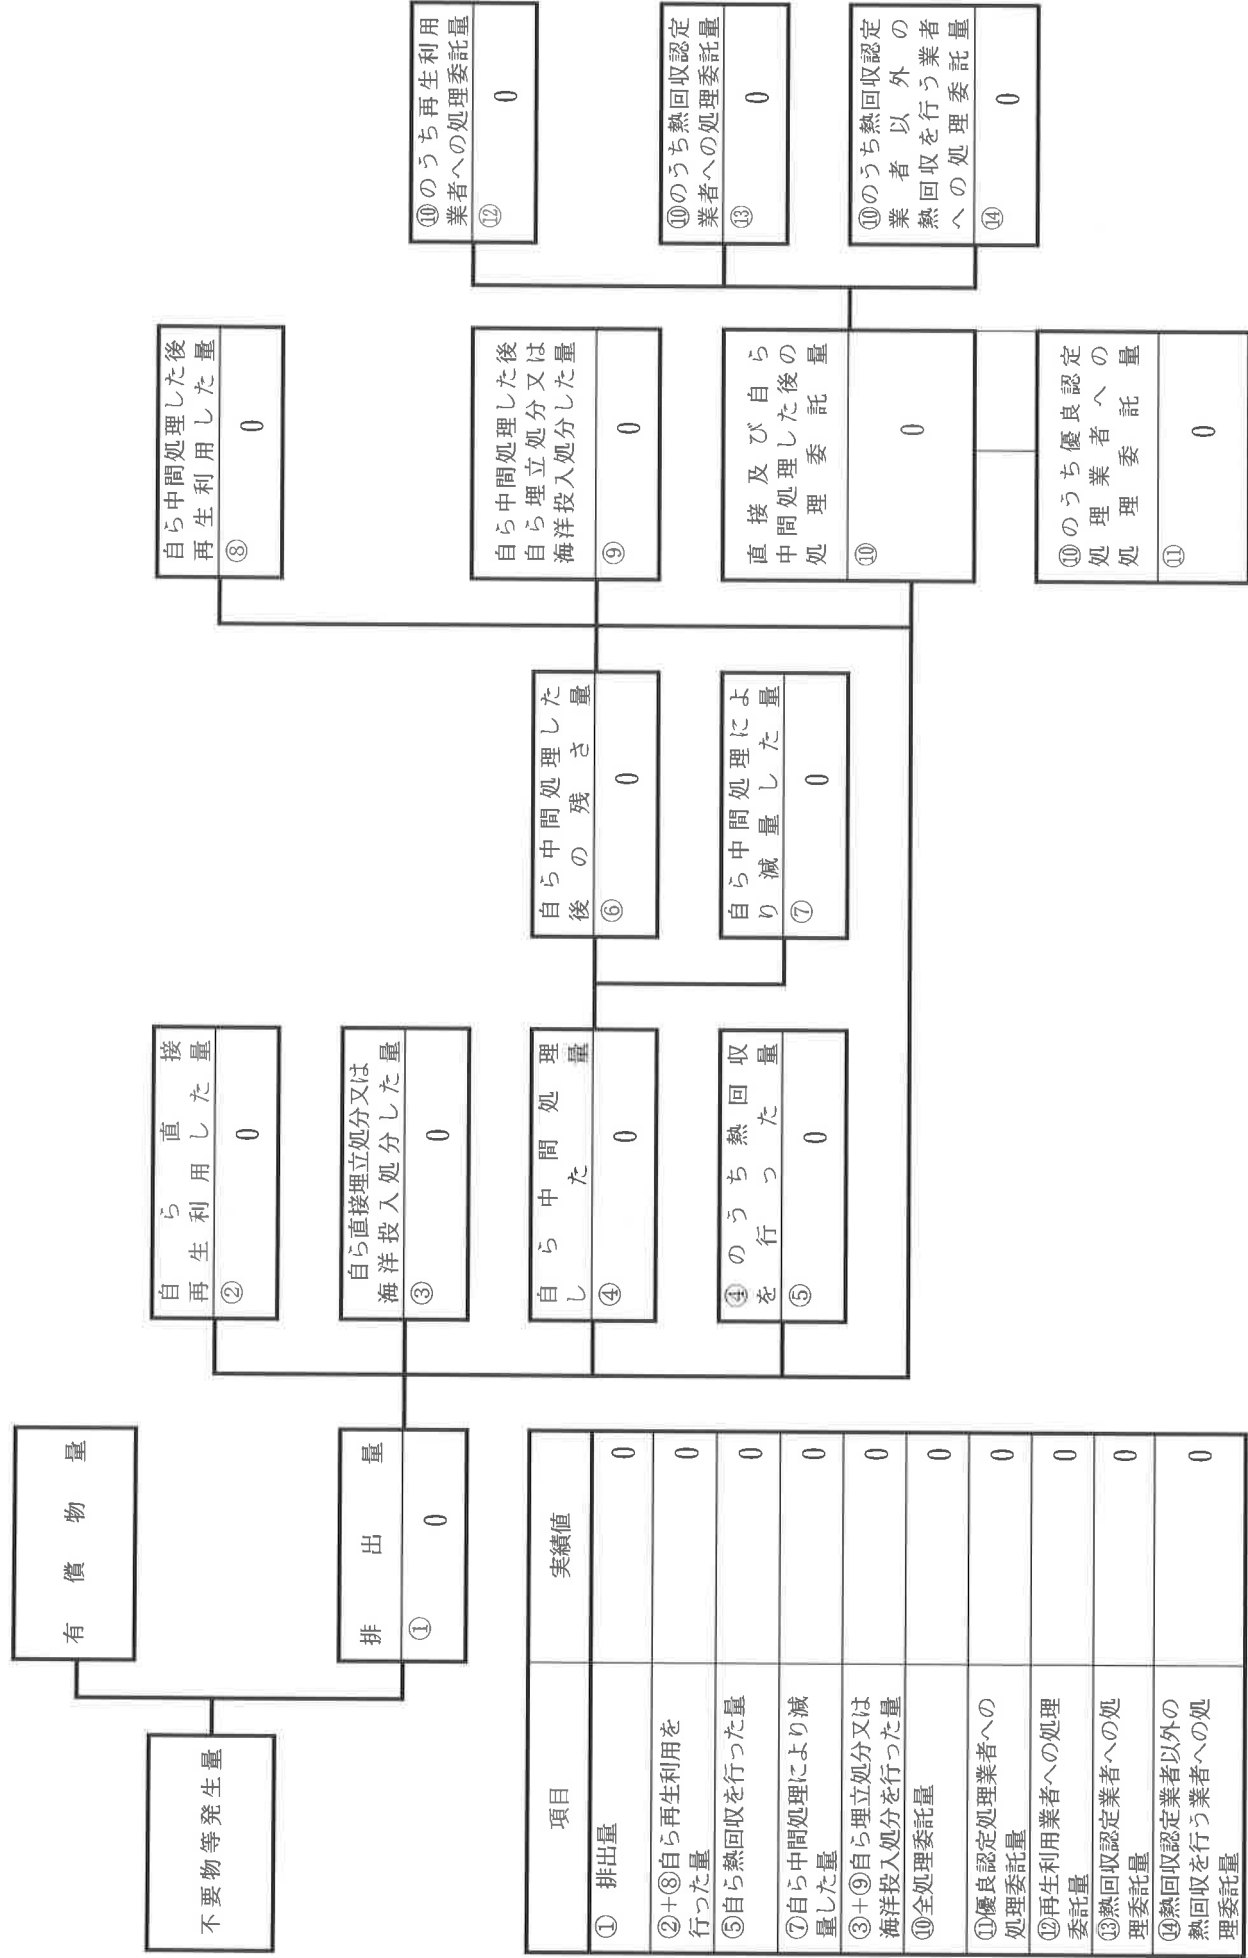 不要物等発生量
有償物量
排出量
①
0
自ら直接
再生利用した量
②
0
自ら直接埋立処分又は
海洋投入処分した量
③
0
自ら中間処理
した量
④
0
④のうち熱回収
を行った量
⑤
0
自ら中間処理した
後の残さ量
⑥
0
自ら中間処理によ
り減量した量
⑦
0
自ら中間処理した後
再生利用した量
⑧
0
自ら中間処理した後
自ら埋立処分又は
海洋投入処分した量
⑨
0
直接及び自ら
中間処理した後の
処理委託量
⑩
0
⑩のうち優良認定
処理業者への
処理委託量
⑪
0
⑩のうち再生利用
業者への処理委託量
⑫
0
⑩のうち熱回収認定
業者への処理委託量
⑬
0
⑩のうち熱回収認定
業者以外の
熱回収を行う業者
への処理委託量
⑭
0
項目 実績値
① 排出量 0
②+⑧自ら再生利用を
行った量 0
⑤自ら熱回収を行った量 0
⑦自ら中間処理により減
量した量 0
③+⑨自ら埋立処分又は
海洋投入処分を行った量 0
⑩全処理委託量 0
⑪優良認定処理業者への
処理委託量 0
⑫再生利用業者への処理
委託量 0
⑬熱回収認定業者への処
理委託量 0
⑭熱回収認定業者以外の
熱回収を行う業者への処
理委託量 0